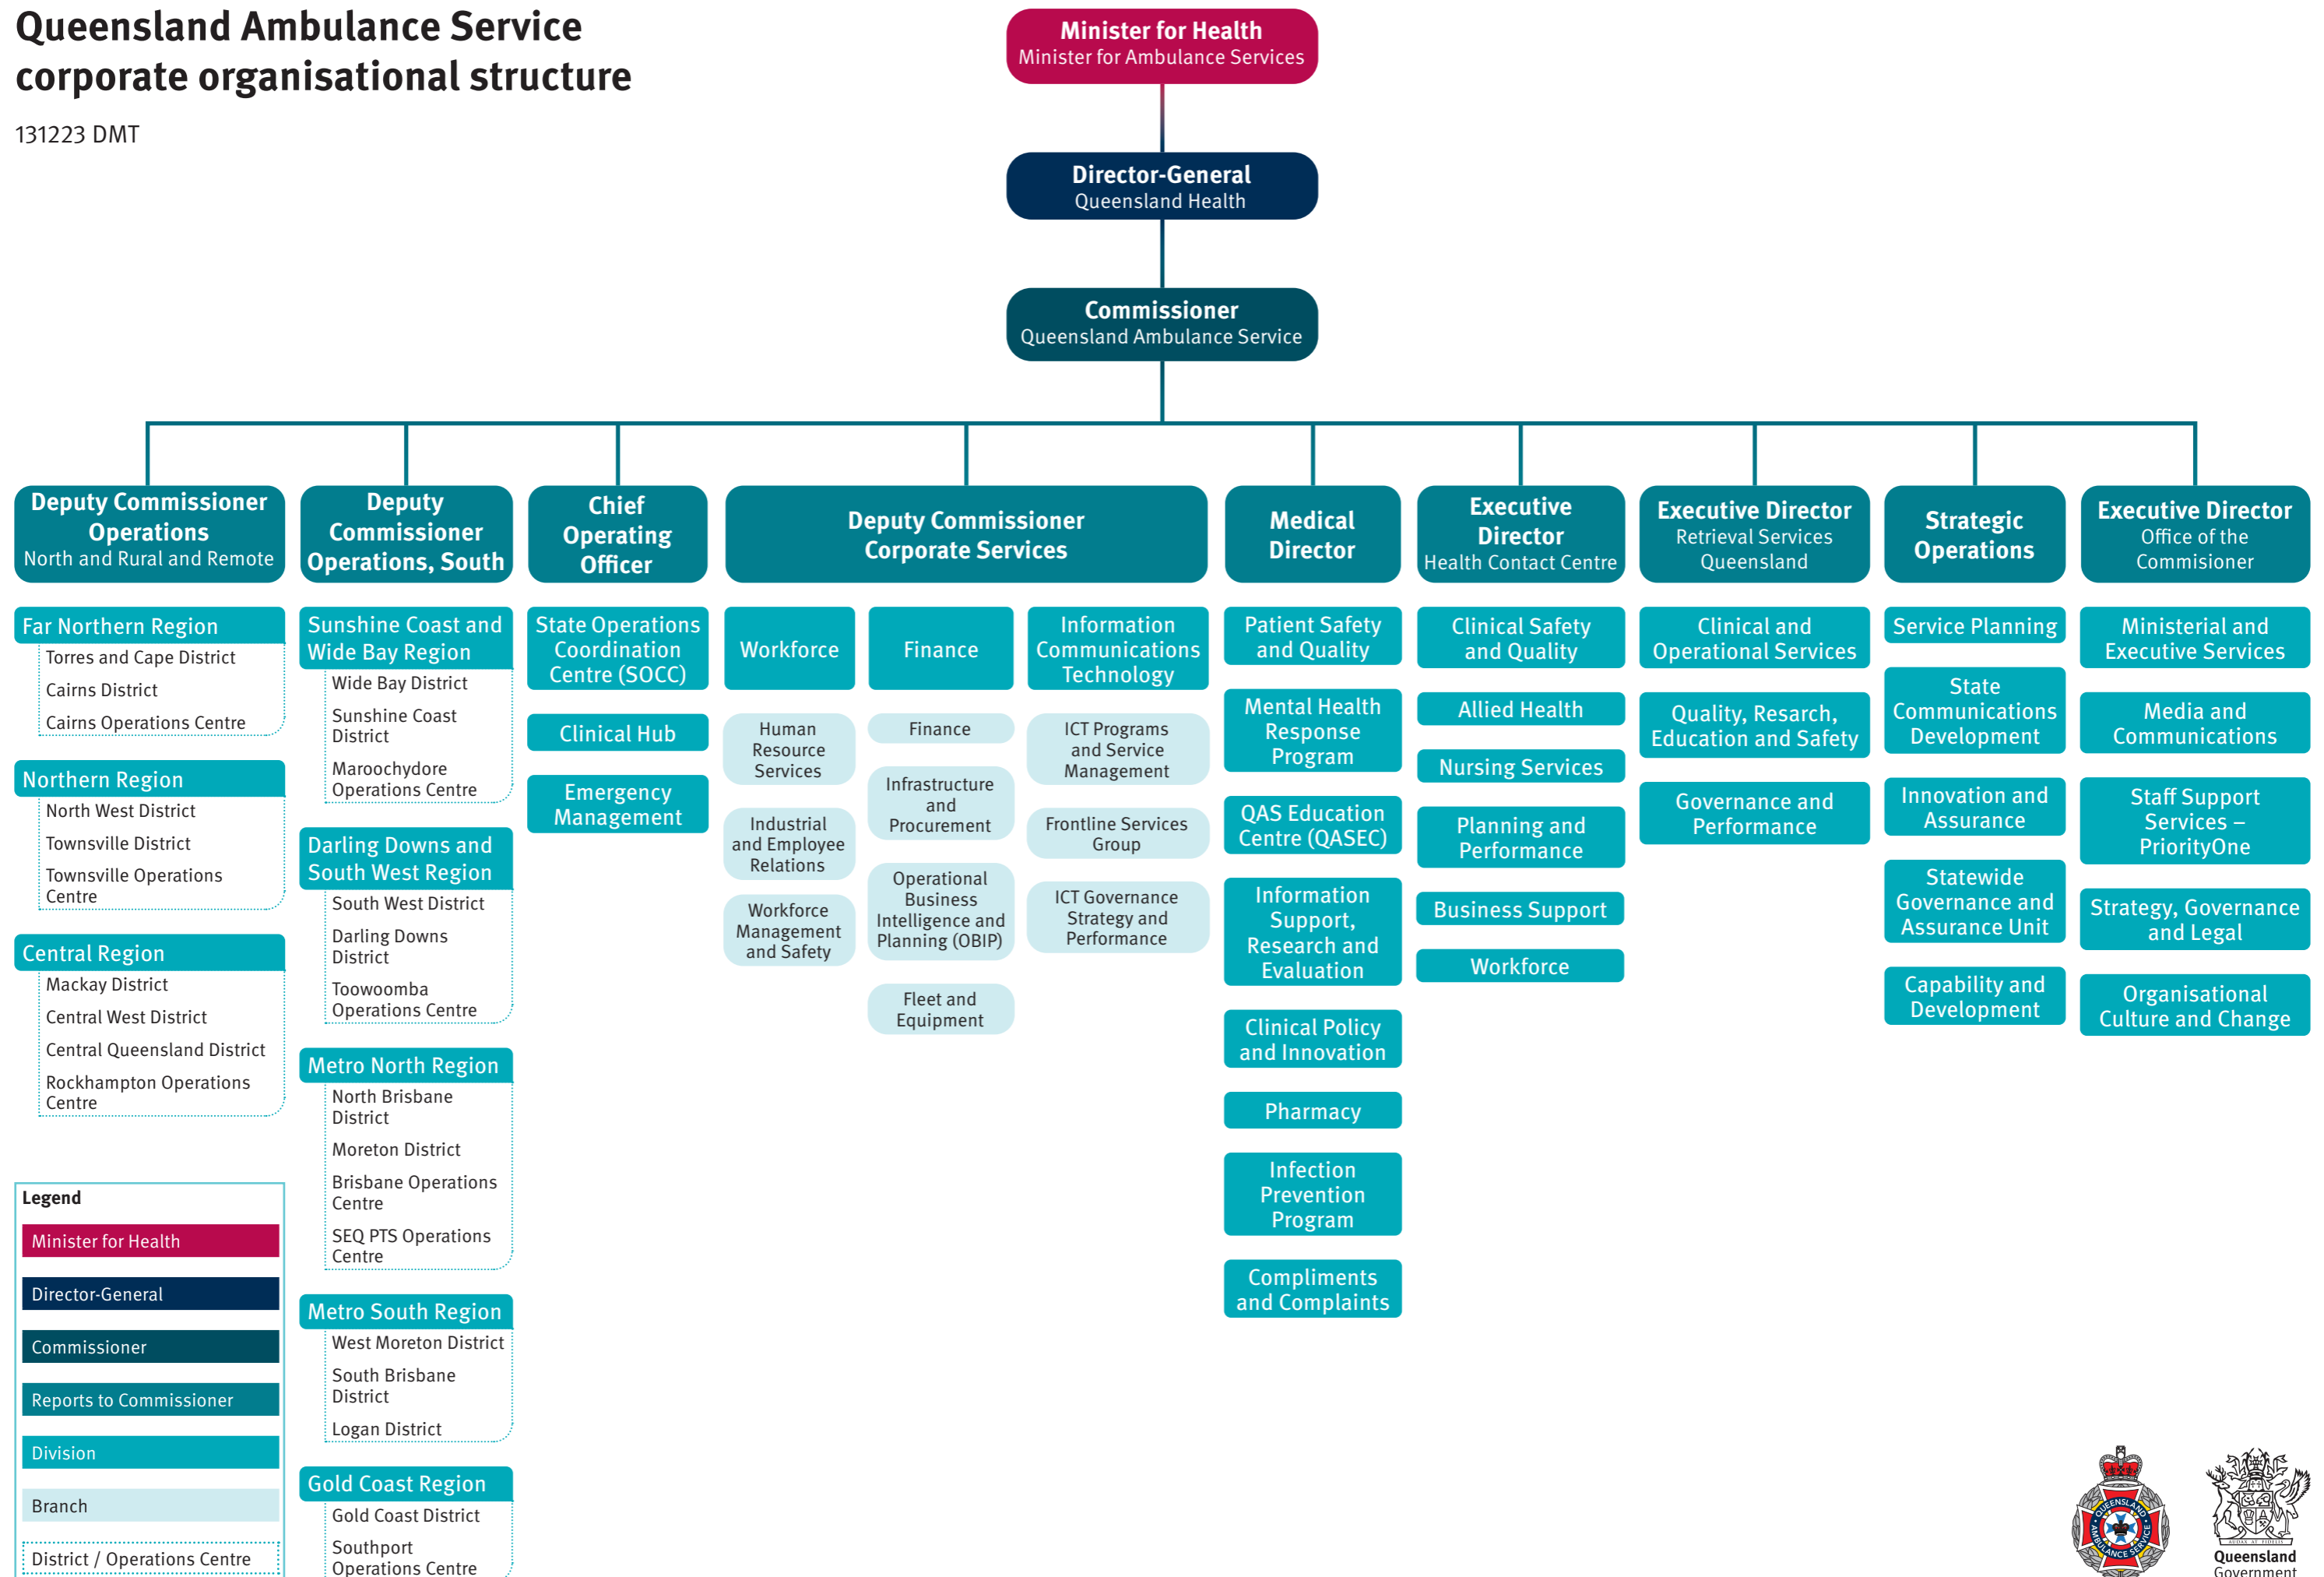 Queensland Ambulance Service
corporate organisational structure
131223 DMT
Minister for Health
Minister for Ambulance Services
Director-General
Queensland Health
Commissioner
Queensland Ambulance Service
Deputy Commissioner
Operations
North and Rural and Remote
Far Northern Region
Torres and Cape District
Cairns District
Cairns Operations Centre
Northern Region
North West District
Townsville District
Townsville Operations
Centre
Central Region
Mackay District
Central West District
Central Queensland District
Rockhampton Operations
Centre
Deputy
Commissioner
Operations, South
Sunshine Coast and
Wide Bay Region
Wide Bay District
Sunshine Coast
District
Maroochydore
Operations Centre
Darling Downs and
South West Region
South West District
Darling Downs
District
Toowoomba
Operations Centre
Metro North Region
North Brisbane
District
Moreton District
Brisbane Operations
Centre
SEQ PTS Operations
Centre
Metro South Region
West Moreton District
South Brisbane
District
Logan District
Gold Coast Region
Gold Coast District
Southport
Operations Centre
Chief
Operating
Officer
State Operations
Coordination
Centre (SOCC)
Clinical Hub
Emergency
Management
Deputy Commissioner
Corporate Services
Workforce
Human
Resource
Services
Industrial
and Employee
Relations
Workforce
Management
and Safety
Finance
Finance
Infrastructure
and
Procurement
Operational
Business
Intelligence and
Planning (OBIP)
Fleet and
Equipment
Information
Communications
Technology
ICT Programs
and Service
Management
Frontline Services
Group
ICT Governance
Strategy and
Performance
Medical
Director
Patient Safety
and Quality
Mental Health
Response
Program
QAS Education
Centre (QASEC)
Information
Support,
Research and
Evaluation
Clinical Policy
and Innovation
Pharmacy
Infection
Prevention
Program
Compliments
and Complaints
Executive
Director
Health Contact Centre
Clinical Safety
and Quality
Allied Health
Nursing Services
Planning and
Performance
Business Support
Workforce
Executive Director
Retrieval Services
Queensland
Clinical and
Operational Services
Quality, Resarch,
Education and Safety
Governance and
Performance
Strategic
Operations
Service Planning
State
Communications
Development
Innovation and
Assurance
Statewide
Governance and
Assurance Unit
Capability and
Development
Executive Director
Office of the
Commisioner
Ministerial and
Executive Services
Media and
Communications
Staff Support
Services –
PriorityOne
Strategy, Governance
and Legal
Organisational
Culture and Change
Legend
Minister for Health
Director-General
Commissioner
Reports to Commissioner
Division
Branch
District / Operations Centre
QUEENSLAND
AMBULANCE SERVICE
AUDAX AT FIDELIS
Queensland
Government